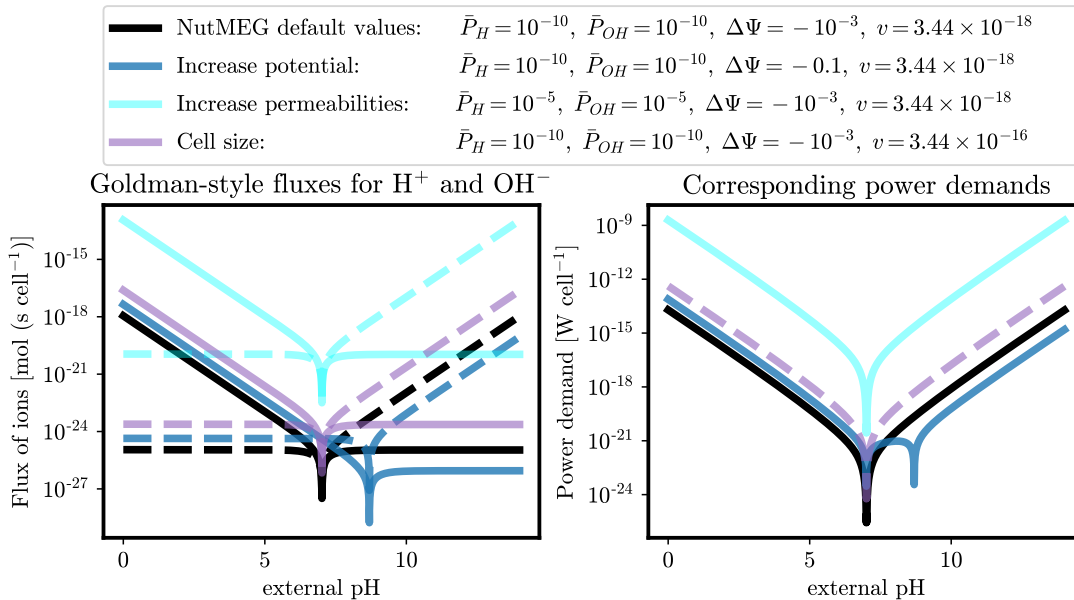 NutMEG default values: P̄_H = 10⁻¹⁰, P̄_OH = 10⁻¹⁰, ΔΨ = −10⁻³, v = 3.44 × 10⁻¹⁸
Increase potential: P̄_H = 10⁻¹⁰, P̄_OH = 10⁻¹⁰, ΔΨ = −0.1, v = 3.44 × 10⁻¹⁸
Increase permeabilities: P̄_H = 10⁻⁵, P̄_OH = 10⁻⁵, ΔΨ = −10⁻³, v = 3.44 × 10⁻¹⁸
Cell size: P̄_H = 10⁻¹⁰, P̄_OH = 10⁻¹⁰, ΔΨ = −10⁻³, v = 3.44 × 10⁻¹⁶
Goldman-style fluxes for H⁺ and OH⁻
Flux of ions [mol (s cell⁻¹)]
10⁻¹⁵
10⁻¹⁸
10⁻²¹
10⁻²⁴
10⁻²⁷
0 5 10
external pH
Corresponding power demands
Power demand [W cell⁻¹]
10⁻⁹
10⁻¹²
10⁻¹⁵
10⁻¹⁸
10⁻²¹
10⁻²⁴
0 5 10
external pH